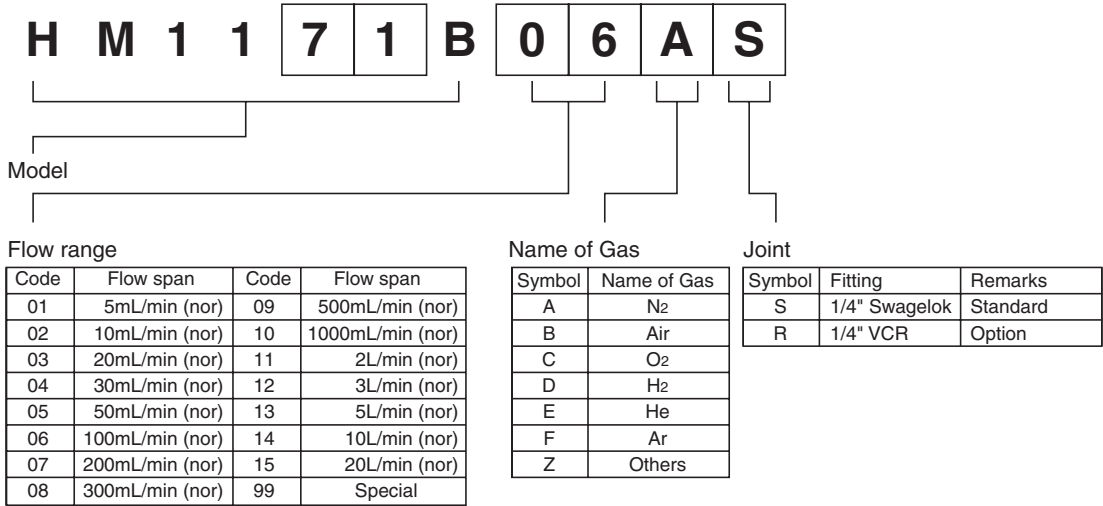 H M 1 1 7 1 B 0 6 A S
Model
Flow range
Code Flow span Code Flow span
01 5mL/min (nor) 09 500mL/min (nor)
02 10mL/min (nor) 10 1000mL/min (nor)
03 20mL/min (nor) 11 2L/min (nor)
04 30mL/min (nor) 12 3L/min (nor)
05 50mL/min (nor) 13 5L/min (nor)
06 100mL/min (nor) 14 10L/min (nor)
07 200mL/min (nor) 15 20L/min (nor)
08 300mL/min (nor) 99 Special
Name of Gas
Symbol Name of Gas
A N2
B Air
C O2
D H2
E He
F Ar
Z Others
Joint
Symbol Fitting Remarks
S 1/4" Swagelok Standard
R 1/4" VCR Option